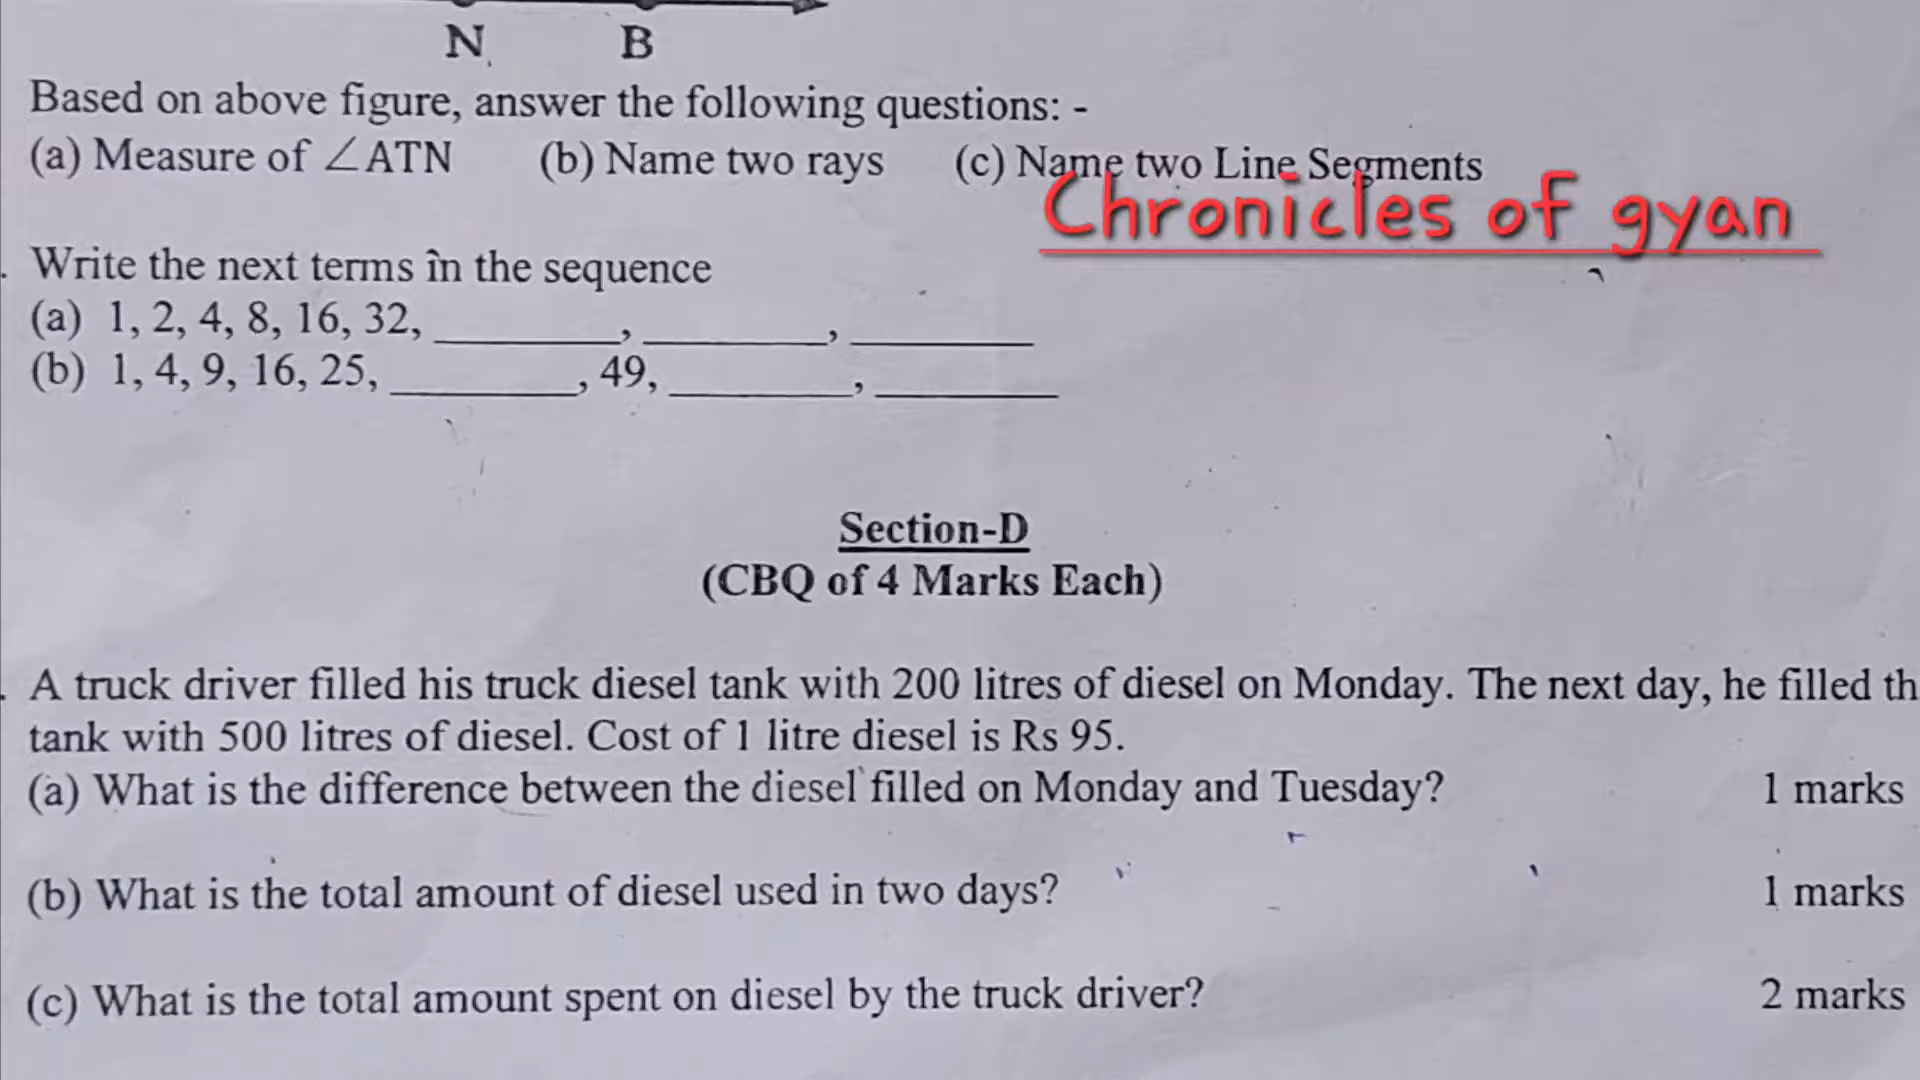 N B
Based on above figure, answer the following questions: -
(a) Measure of ∠ATN (b) Name two rays (c) Name two Line Segments
Chronicles of gyan
. Write the next terms in the sequence
(a) 1, 2, 4, 8, 16, 32, ________, ________, ________
(b) 1, 4, 9, 16, 25, ________, 49, ________, ________
Section-D
(CBQ of 4 Marks Each)
. A truck driver filled his truck diesel tank with 200 litres of diesel on Monday. The next day, he filled th
tank with 500 litres of diesel. Cost of 1 litre diesel is Rs 95.
(a) What is the difference between the diesel filled on Monday and Tuesday? 1 marks
(b) What is the total amount of diesel used in two days? 1 marks
(c) What is the total amount spent on diesel by the truck driver? 2 marks